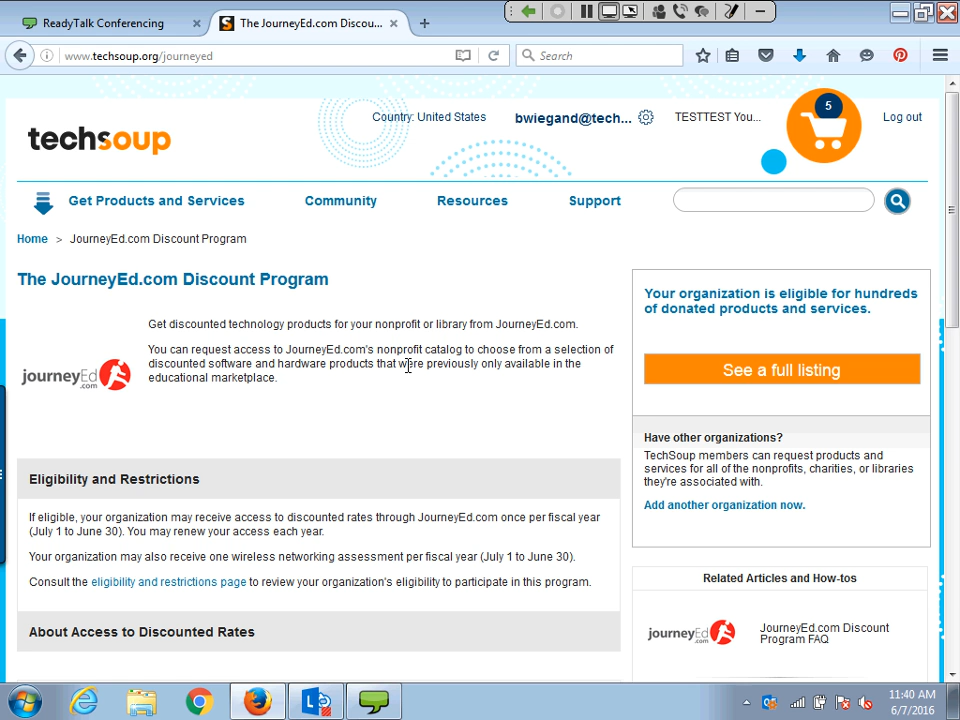 ReadyTalk Conferencing
The JourneyEd.com Discou...
www.techsoup.org/journeyed
Search
techsoup
Country: United States
bwiegand@tech...
TESTTEST You...
5
Log out
Get Products and Services
Community
Resources
Support
Home > JourneyEd.com Discount Program
The JourneyEd.com Discount Program
journeyEd
.com
Get discounted technology products for your nonprofit or library from JourneyEd.com.
You can request access to JourneyEd.com's nonprofit catalog to choose from a selection of
discounted software and hardware products that were previously only available in the
educational marketplace.
Eligibility and Restrictions
If eligible, your organization may receive access to discounted rates through JourneyEd.com once per fiscal year
(July 1 to June 30). You may renew your access each year.
Your organization may also receive one wireless networking assessment per fiscal year (July 1 to June 30).
Consult the eligibility and restrictions page to review your organization's eligibility to participate in this program.
About Access to Discounted Rates
Your organization is eligible for hundreds
of donated products and services.
See a full listing
Have other organizations?
TechSoup members can request products and
services for all of the nonprofits, charities, or libraries
they're associated with.
Add another organization now.
Related Articles and How-tos
journeyEd
.com
JourneyEd.com Discount
Program FAQ
11:40 AM
6/7/2016